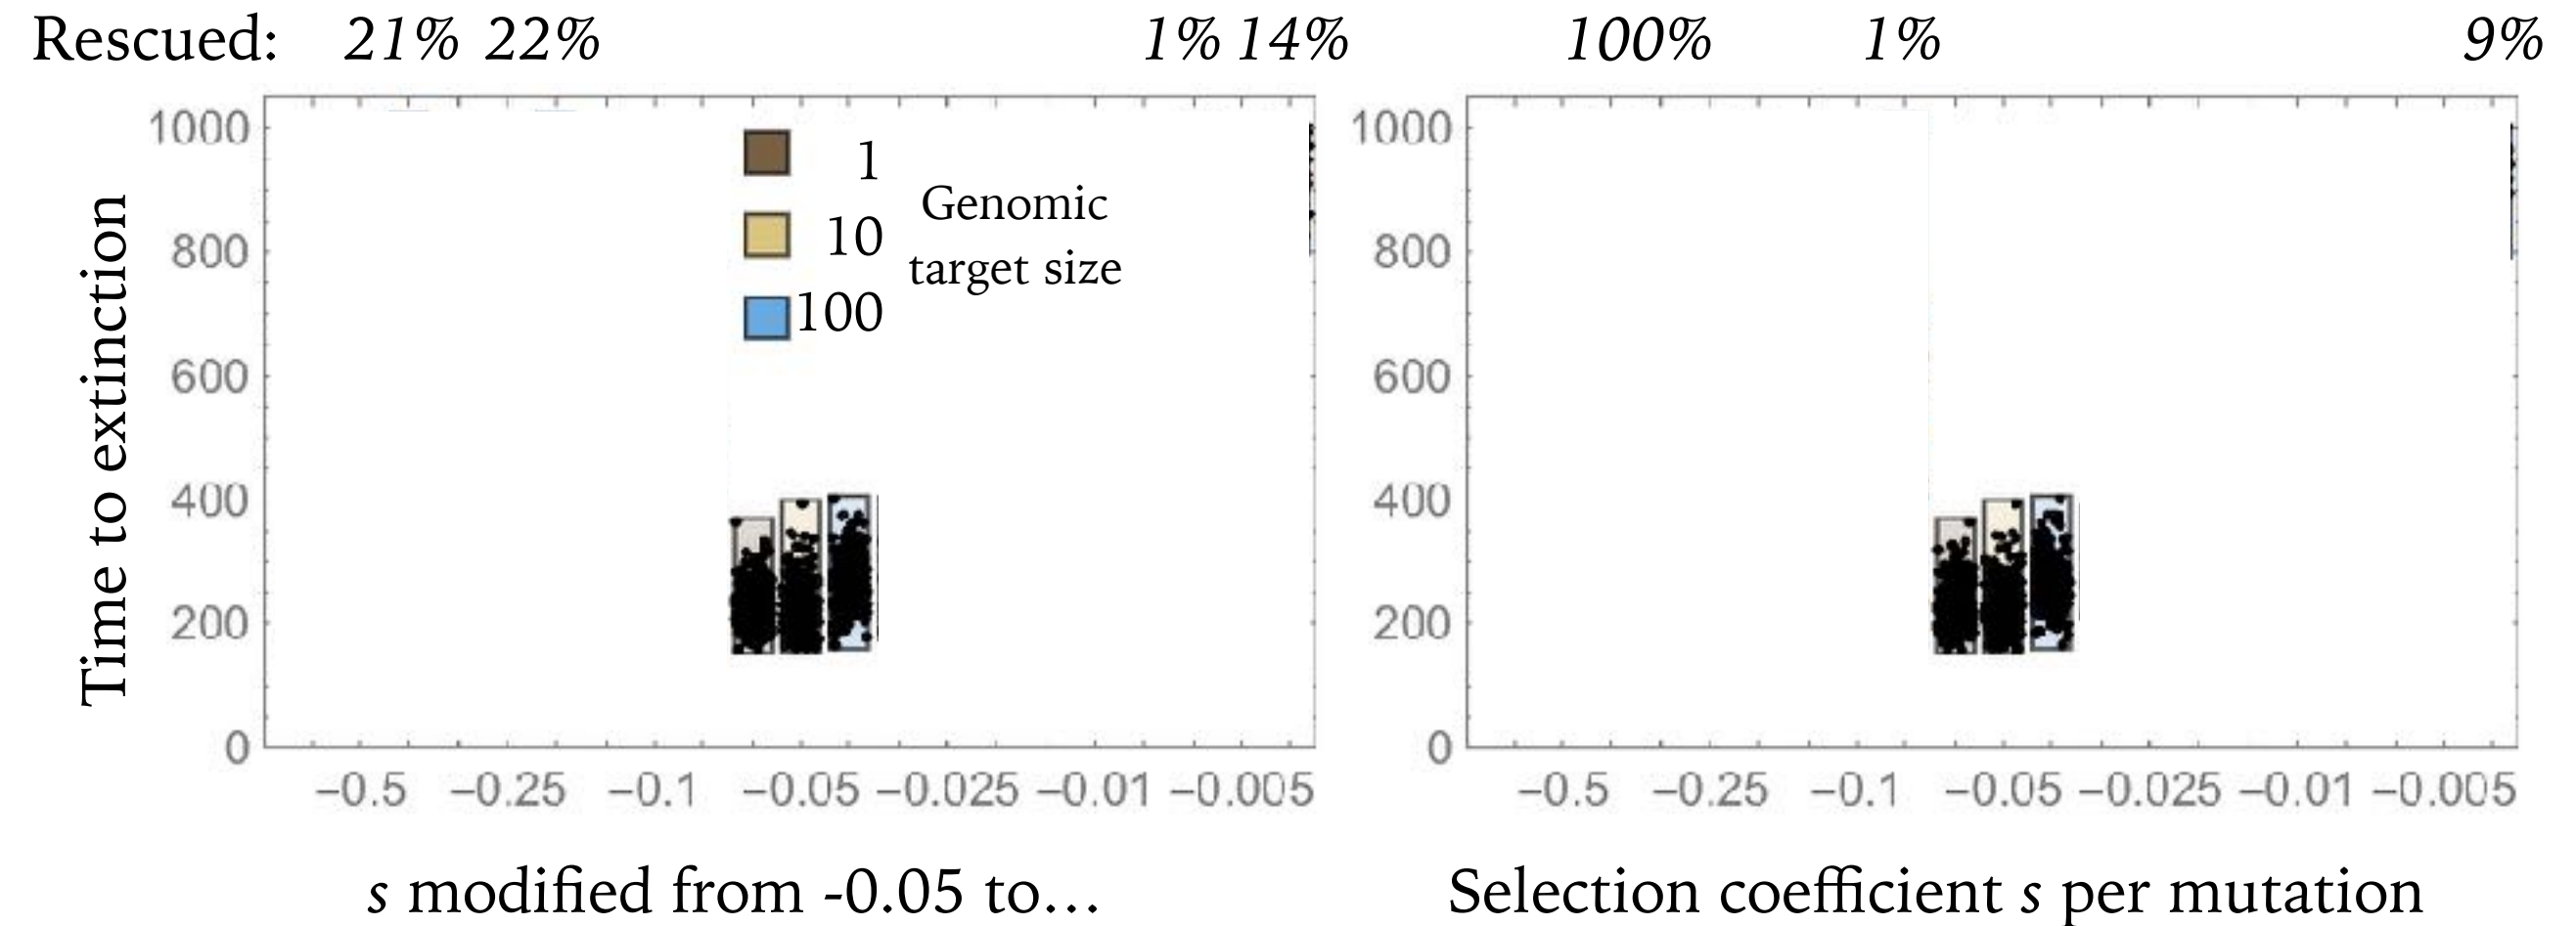 Rescued: 21% 22% 1% 14% 100% 1% 9%
1000
800
600
400
200
0
Time to extinction
1
10
100
Genomic
target size
−0.5 −0.25 −0.1 −0.05 −0.025 −0.01 −0.005
s modified from -0.05 to…
1000
800
600
400
200
0
−0.5 −0.25 −0.1 −0.05 −0.025 −0.01 −0.005
Selection coefficient s per mutation